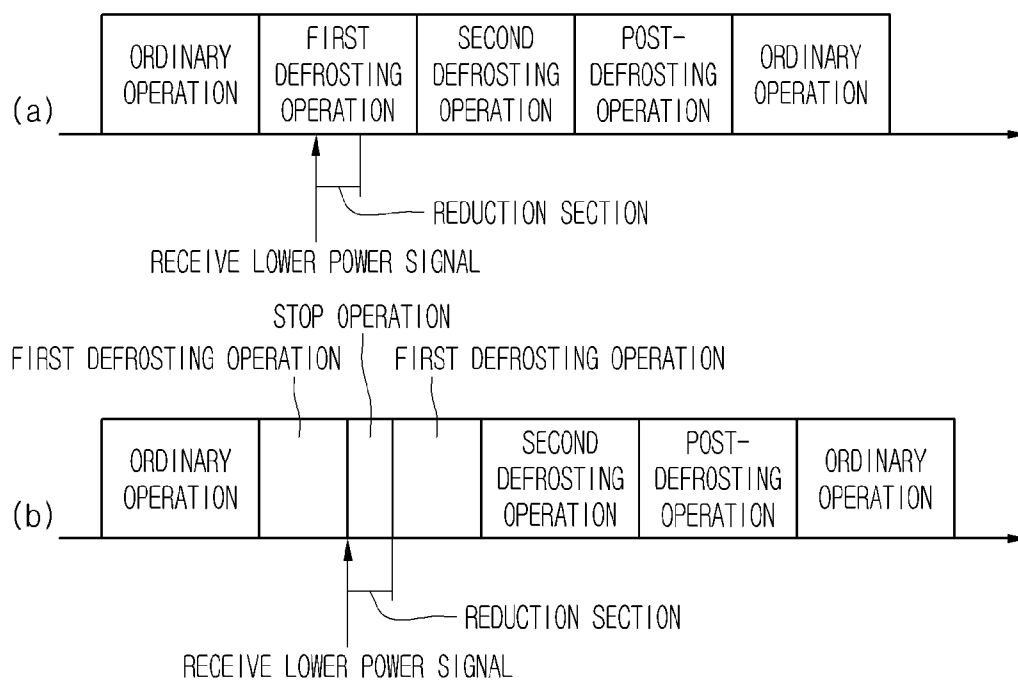 (a)
ORDINARY
OPERATION
FIRST
DEFROSTING
OPERATION
SECOND
DEFROSTING
OPERATION
POST-
DEFROSTING
OPERATION
ORDINARY
OPERATION
REDUCTION SECTION
RECEIVE LOWER POWER SIGNAL
STOP OPERATION
FIRST DEFROSTING OPERATION
FIRST DEFROSTING OPERATION
(b)
ORDINARY
OPERATION
SECOND
DEFROSTING
OPERATION
POST-
DEFROSTING
OPERATION
ORDINARY
OPERATION
REDUCTION SECTION
RECEIVE LOWER POWER SIGNAL